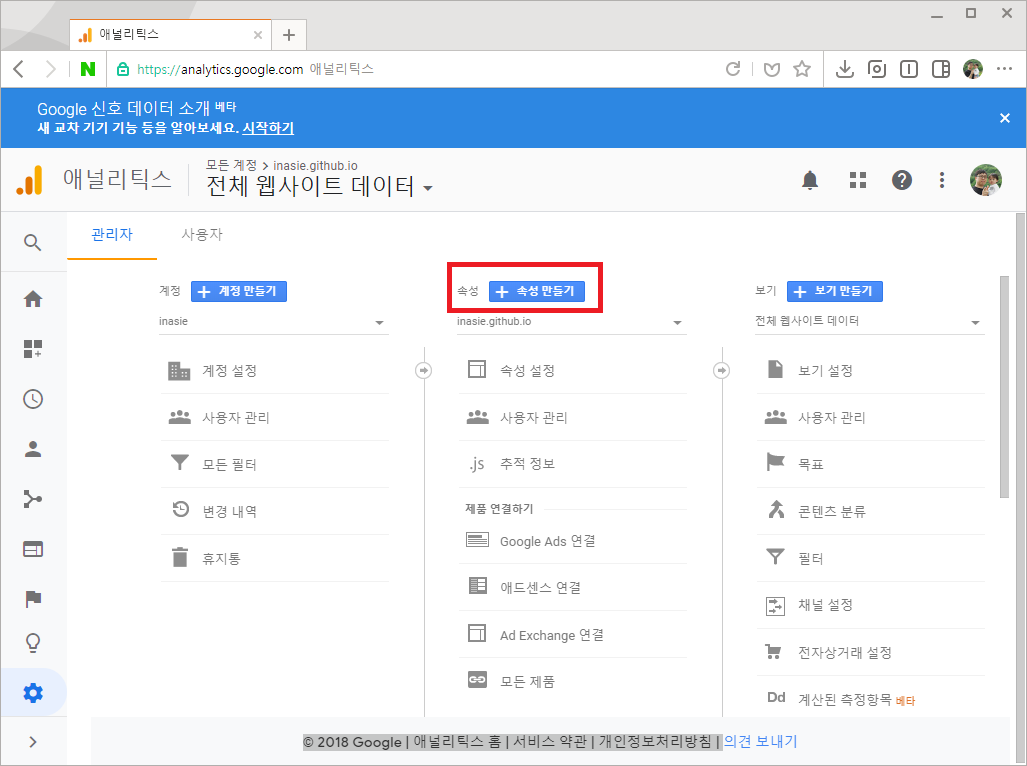 애널리틱스
N
https://analytics.google.com 애널리틱스
Google 신호 데이터 소개 베타
새 교차 기기 기능 등을 알아보세요. 시작하기
애널리틱스
모든 계정 > inasie.github.io
전체 웹사이트 데이터
관리자 사용자
계정 + 계정 만들기
inasie
계정 설정
사용자 관리
모든 필터
변경 내역
휴지통
속성 + 속성 만들기
inasie.github.io
속성 설정
사용자 관리
.js 추적 정보
제품 연결하기
Google Ads 연결
애드센스 연결
Ad Exchange 연결
모든 제품
보기 + 보기 만들기
전체 웹사이트 데이터
보기 설정
사용자 관리
목표
콘텐츠 분류
필터
채널 설정
전자상거래 설정
Dd 계산된 측정항목 베타
© 2018 Google | 애널리틱스 홈 | 서비스 약관 | 개인정보처리방침 | 의견 보내기